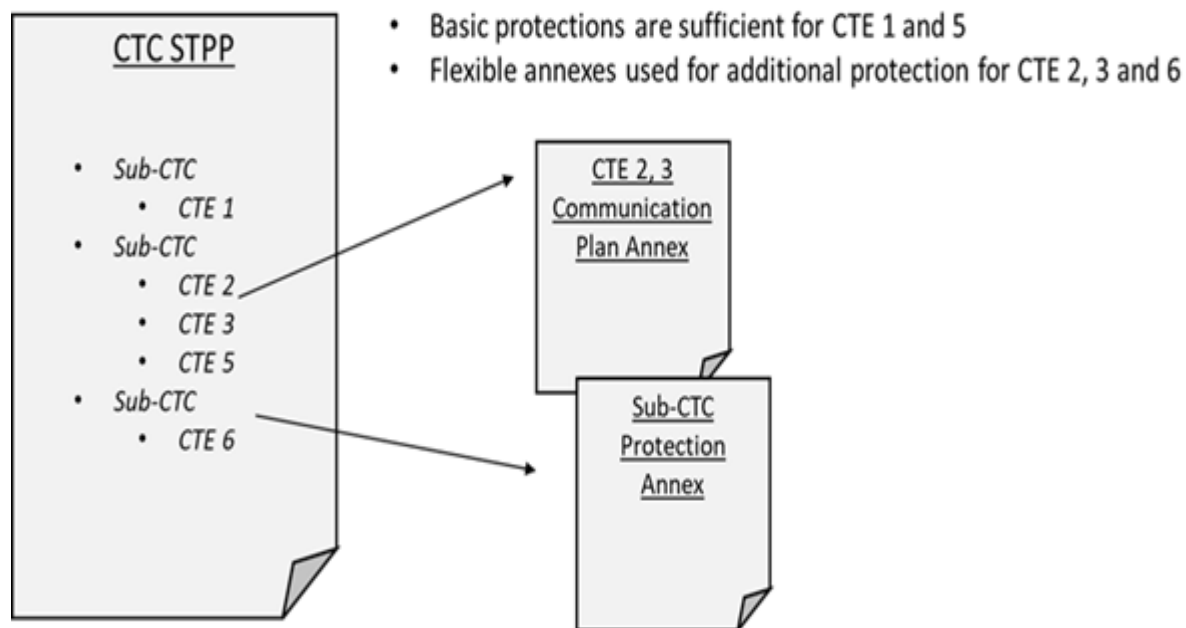 CTC STPP
• Sub-CTC
• CTE 1
• Sub-CTC
• CTE 2
• CTE 3
• CTE 5
• Sub-CTC
• CTE 6
• Basic protections are sufficient for CTE 1 and 5
• Flexible annexes used for additional protection for CTE 2, 3 and 6
CTE 2, 3
Communication
Plan Annex
Sub-CTC
Protection
Annex